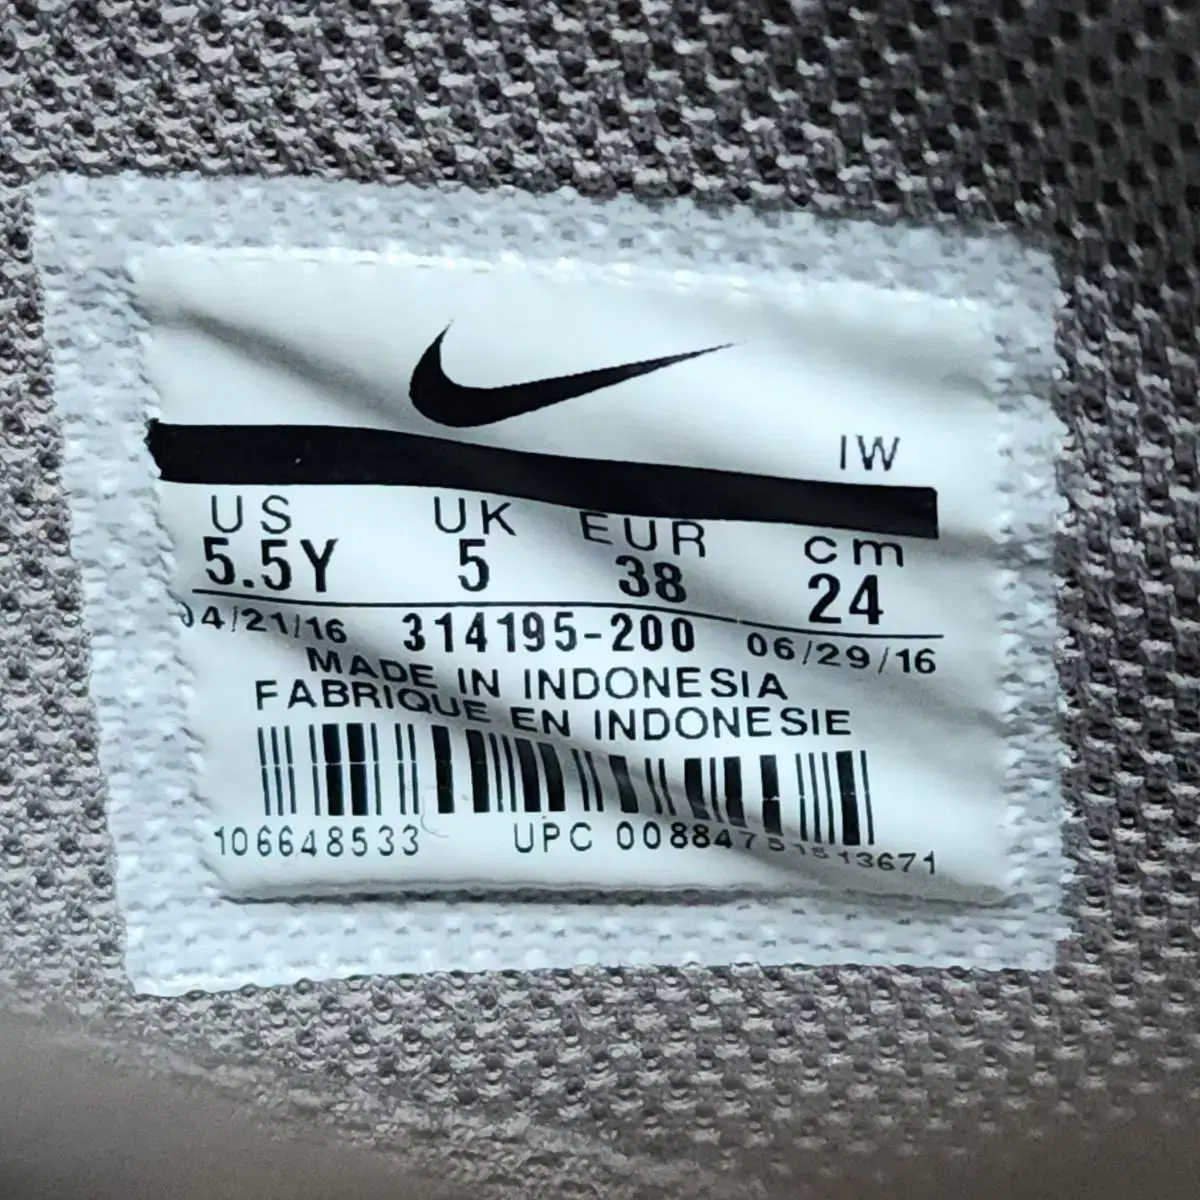 IW
US UK EUR cm
5.5Y 5 38 24
04/21/16 314195-200 06/29/16
MADE IN INDONESIA
FABRIQUE EN INDONESIE
106648533 UPC 00884751513671